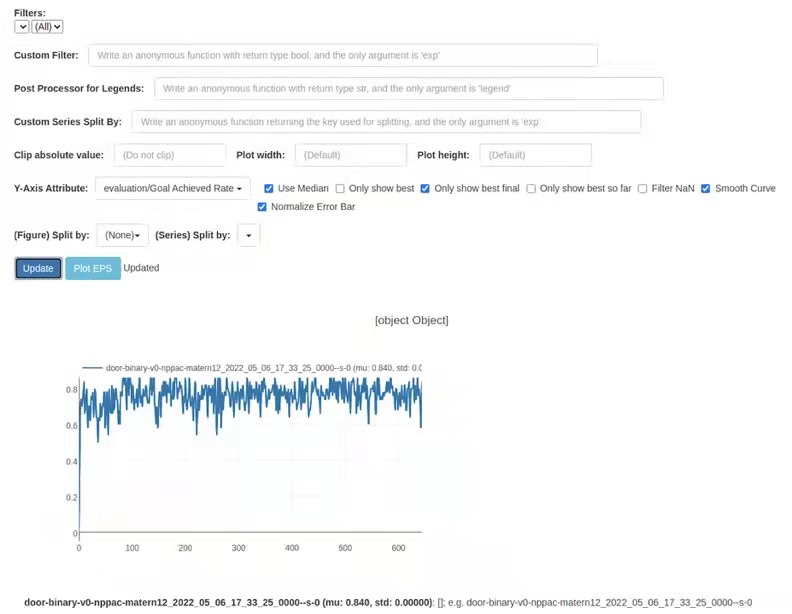 Filters:
(All)
Custom Filter: Write an anonymous function with return type bool, and the only argument is 'exp'
Post Processor for Legends: Write an anonymous function with return type str, and the only argument is 'legend'
Custom Series Split By: Write an anonymous function returning the key used for splitting, and the only argument is 'exp'
Clip absolute value: (Do not clip) Plot width: (Default) Plot height: (Default)
Y-Axis Attribute: evaluation/Goal Achieved Rate Use Median Only show best Only show best final Only show best so far Filter NaN Smooth Curve
Normalize Error Bar
(Figure) Split by: (None) (Series) Split by:
Update Plot EPS Updated
[object Object]
door-binary-v0-nppac-matern12_2022_05_06_17_33_25_0000--s-0 (mu: 0.840, std: 0.0
0.8
0.6
0.4
0.2
0
0 100 200 300 400 500 600
door-binary-v0-nppac-matern12_2022_05_06_17_33_25_0000--s-0 (mu: 0.840, std: 0.00000): []; e.g. door-binary-v0-nppac-matern12_2022_05_06_17_33_25_0000--s-0